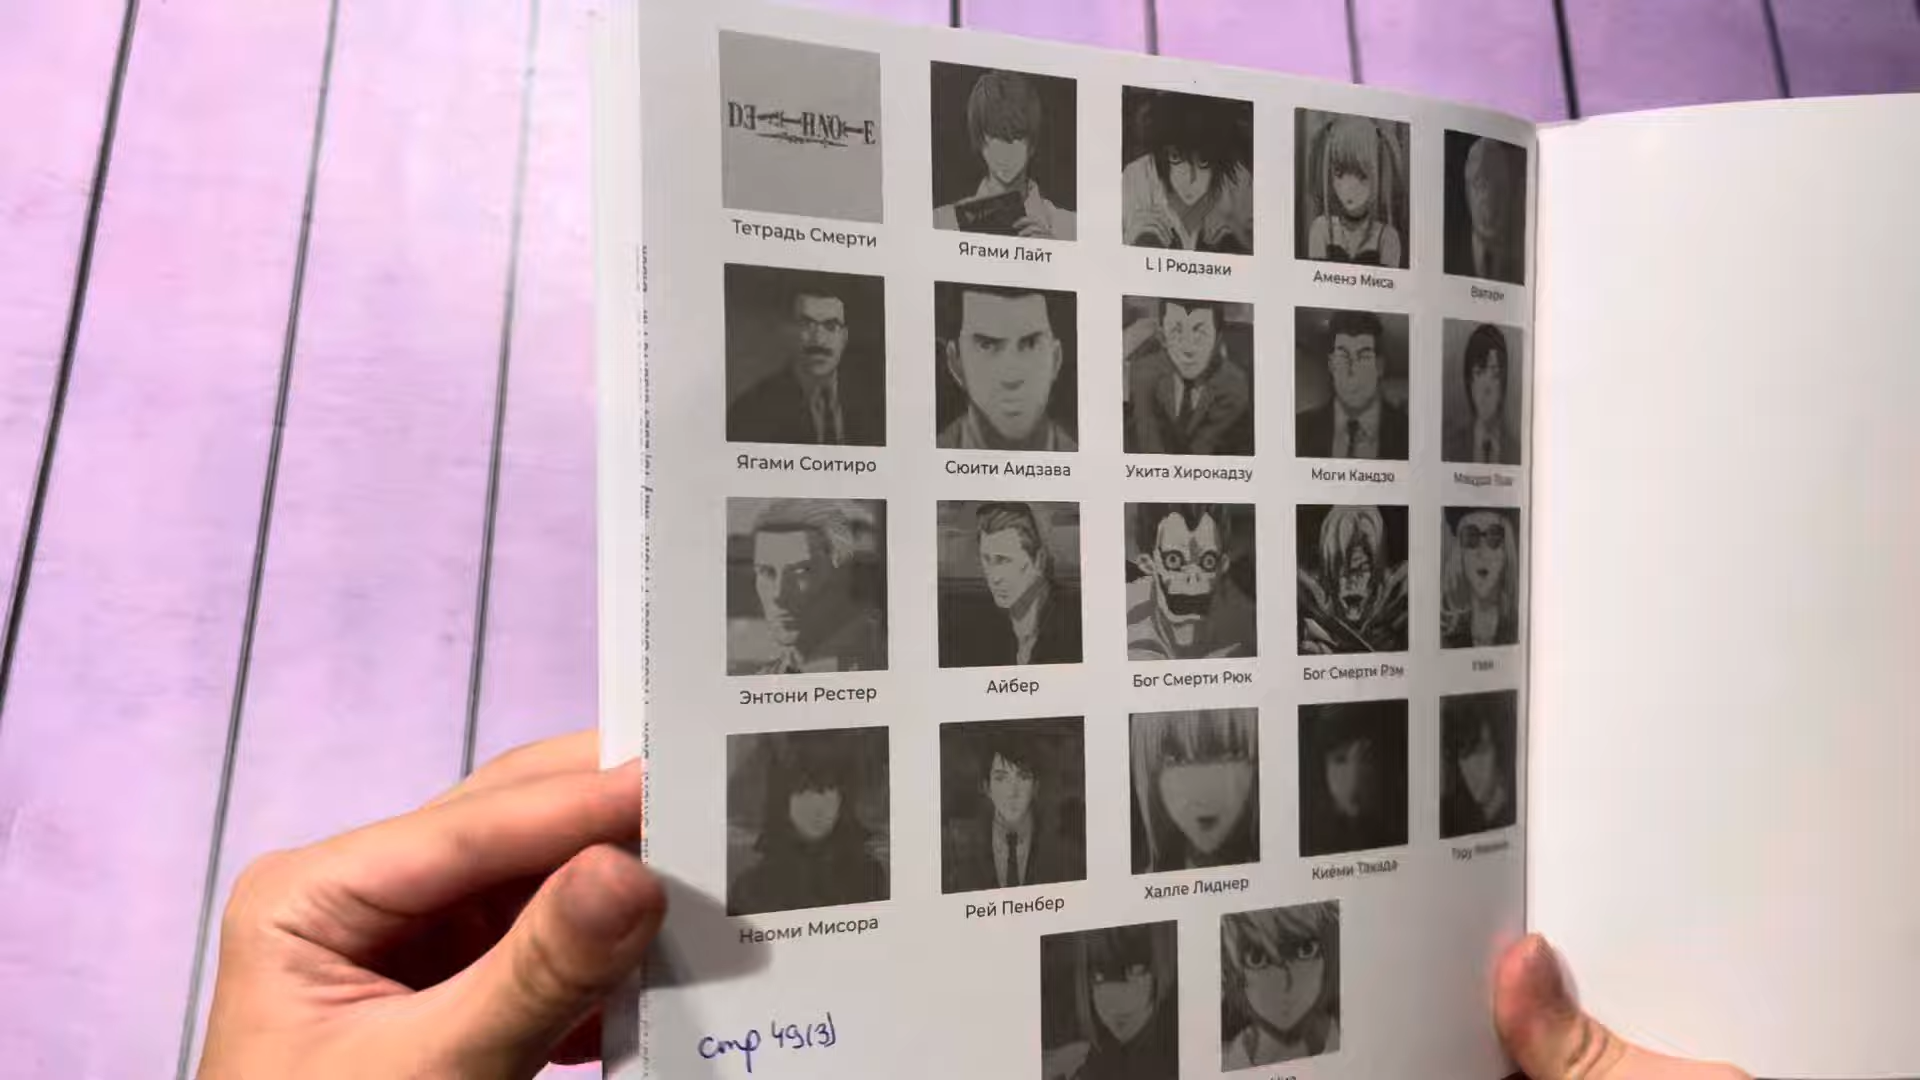 DEATH NOTE
Тетрадь Смерти
Ягами Лайт
L | Рюдзаки
Аменэ Миса
Ватари
Ягами Соитиро
Сюити Аидзава
Укита Хирокадзу
Моги Кандзо
Энтони Рестер
Айбер
Бог Смерти Рюк
Бог Смерти Рэм
Наоми Мисора
Рей Пенбер
Халле Лиднер
Киёми Такада
стр 49(3)